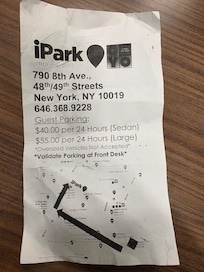 iPark
790 8th Ave.,
48th/49th Streets
New York, NY 10019
646.368.9228
Guest Parking:
$40.00 per 24 Hours (Sedan)
$55.00 per 24 Hours (Large)
*Oversized Vehicles Not Accepted*
*Validate Parking at Front Desk*